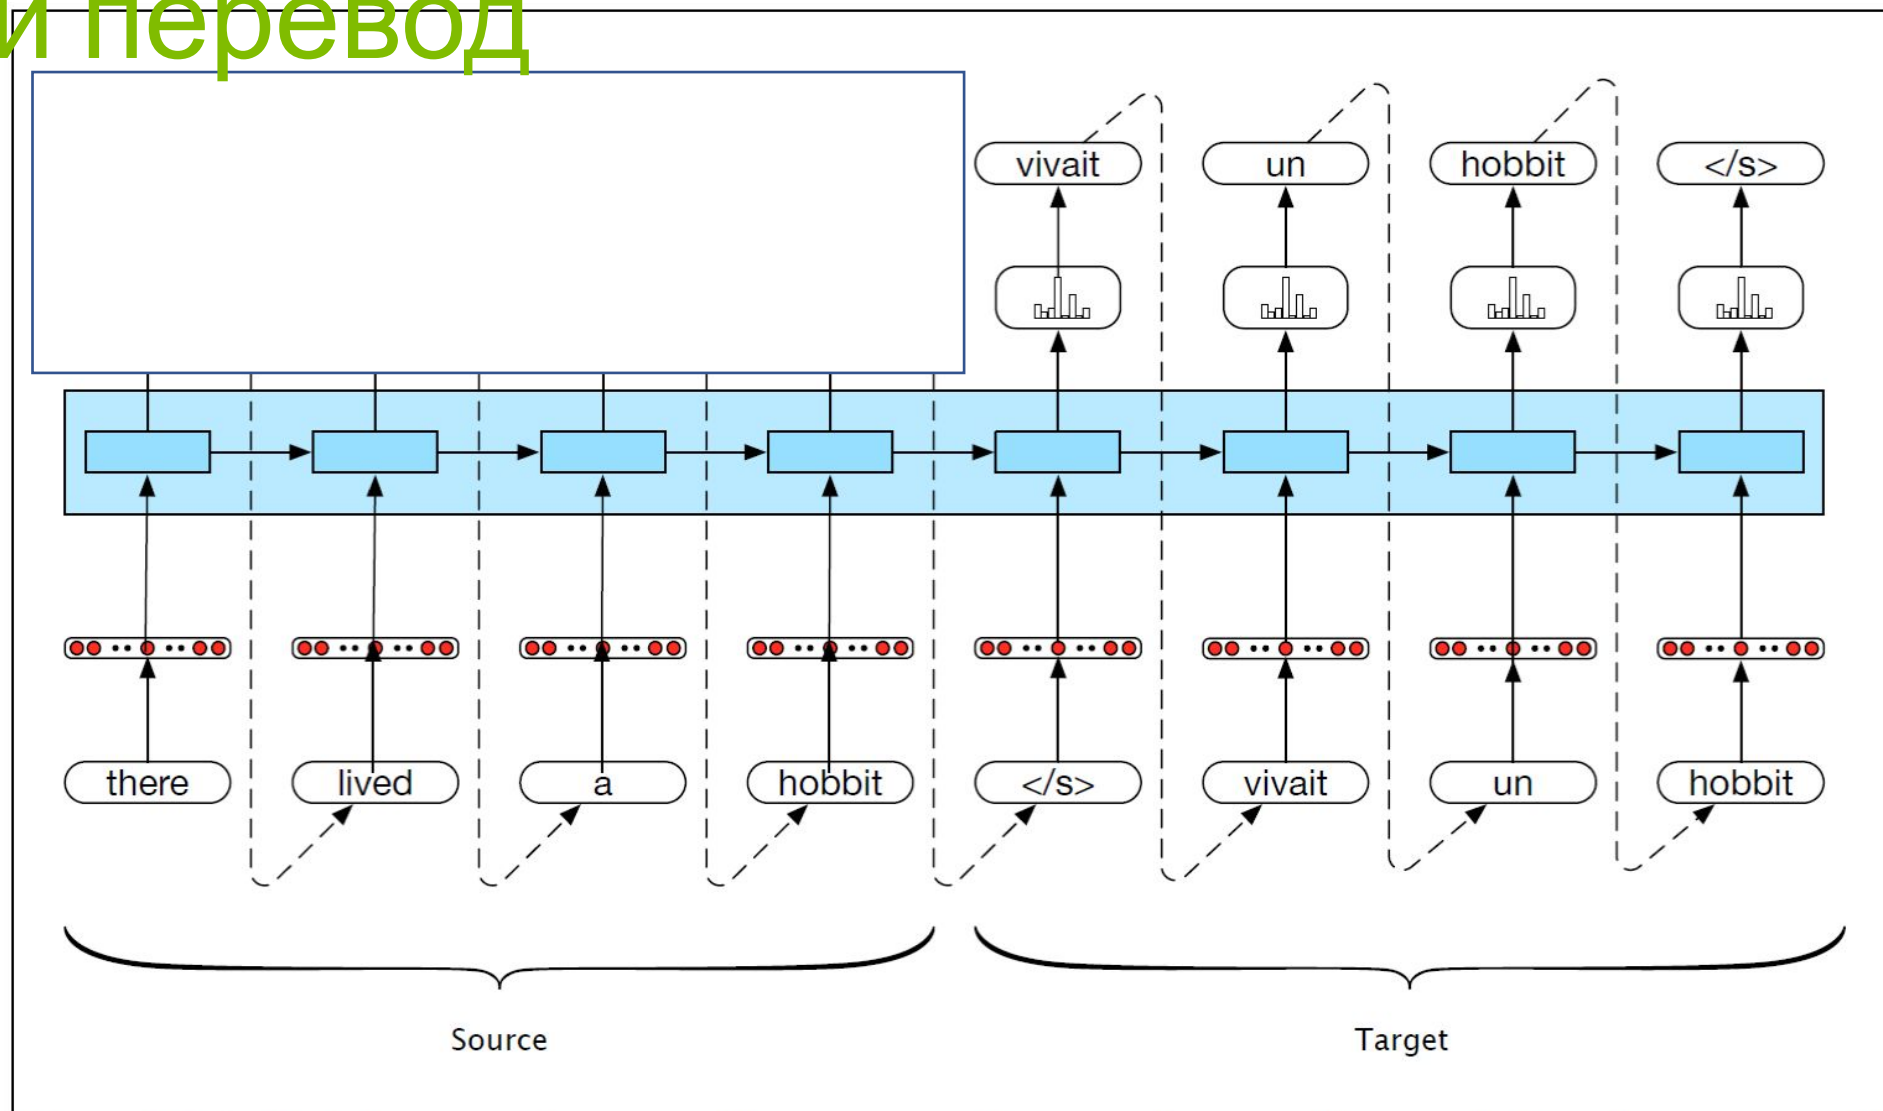 й перевод
vivait un hobbit </s>
there lived a hobbit </s> vivait un hobbit
Source Target